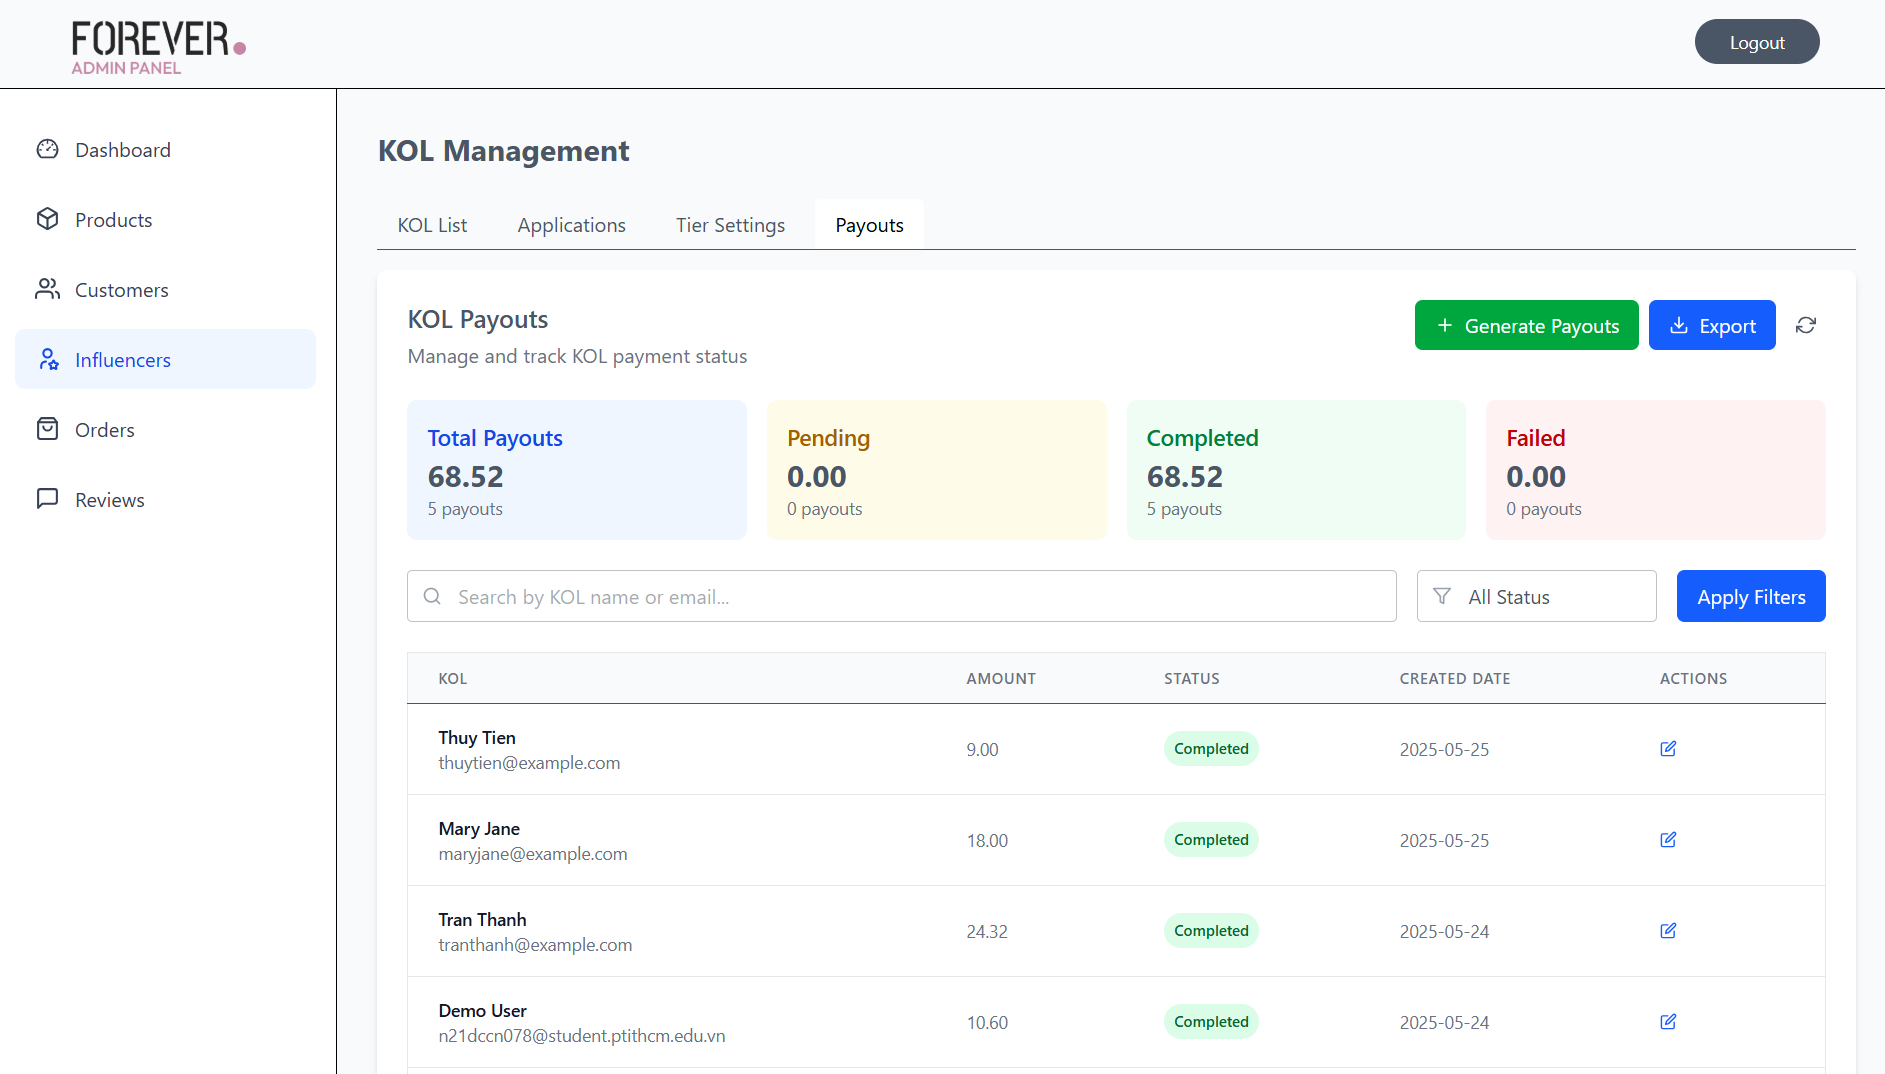 FOREVER.
ADMIN PANEL
Logout
Dashboard
Products
Customers
Influencers
Orders
Reviews
KOL Management
KOL List
Applications
Tier Settings
Payouts
KOL Payouts
Manage and track KOL payment status
Generate Payouts
Export
Total Payouts
68.52
5 payouts
Pending
0.00
0 payouts
Completed
68.52
5 payouts
Failed
0.00
0 payouts
Search by KOL name or email...
All Status
Apply Filters
KOL AMOUNT STATUS CREATED DATE ACTIONS
Thuy Tien
thuytien@example.com
9.00 Completed 2025-05-25
Mary Jane
maryjane@example.com
18.00 Completed 2025-05-25
Tran Thanh
tranthanh@example.com
24.32 Completed 2025-05-24
Demo User
n21dccn078@student.ptithcm.edu.vn
10.60 Completed 2025-05-24